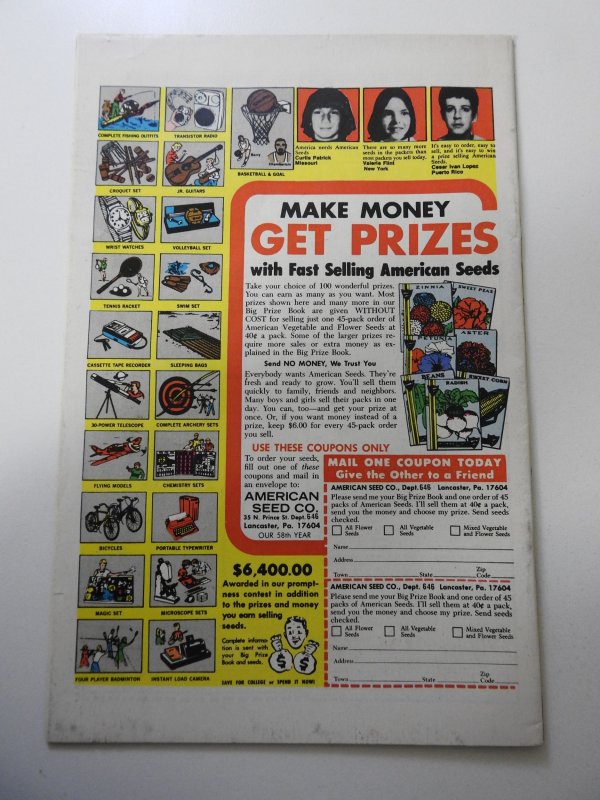 COMPLETE FISHING OUTFITS
TRANSISTOR RADIO
BASKETBALL & GOAL
America needs American
Seeds
Curtis Patrick
Missouri
There are so many more
seeds in the packets than
most packets you sell today.
Valerie Flint
New York
It's easy to order, easy to
sell, and it's easy to win
a prize selling American
Seeds.
Cesar Ivan Lopez
Puerto Rico
CROQUET SET
JR. GUITARS
WRIST WATCHES
VOLLEYBALL SET
TENNIS RACKET
SWIM SET
CASSETTE TAPE RECORDER
SLEEPING BAGS
30-POWER TELESCOPE
COMPLETE ARCHERY SETS
FLYING MODELS
CHEMISTRY SETS
BICYCLES
PORTABLE TYPEWRITER
MAGIC SET
MICROSCOPE SETS
FOUR PLAYER BADMINTON
INSTANT LOAD CAMERA
MAKE MONEY
GET PRIZES
with Fast Selling American Seeds
Take your choice of 100 wonderful prizes.
You can earn as many as you want. Most
prizes shown here and many more in our
Big Prize Book are given WITHOUT
COST for selling just one 45-pack order of
American Vegetable and Flower Seeds at
40¢ a pack. Some of the larger prizes re-
quire more sales or extra money as ex-
plained in the Big Prize Book.
Send NO MONEY, We Trust You
Everybody wants American Seeds. They're
fresh and ready to grow. You'll sell them
quickly to family, friends and neighbors.
Many boys and girls sell their packs in one
day. You can, too—and get your prize at
once. Or, if you want money instead of a
prize, keep $6.00 for every 45-pack order
you sell.
ZINNIA
SWEET PEAS
PETUNIA
ASTER
BEANS
RADISH
SWEET CORN
USE THESE COUPONS ONLY
To order your seeds,
fill out one of these
coupons and mail in
an envelope to:
AMERICAN
SEED CO.
35 N. Prince St. Dept. 646
Lancaster, Pa. 17604
OUR 58th YEAR
$6,400.00
Awarded in our prompt-
ness contest in addition
to the prizes and money
you earn selling
seeds.
Complete informa-
tion is sent with
your Big Prize
Book and seeds.
$
$
SAVE FOR COLLEGE or SPEND IT NOW!
MAIL ONE COUPON TODAY
Give the Other to a Friend
AMERICAN SEED CO., Dept. 646 Lancaster, Pa. 17604
Please send me your Big Prize Book and one order of 45
packs of American Seeds. I'll sell them at 40¢ a pack,
send you the money and choose my prize. Send seeds
checked.
All Flower Seeds
All Vegetable Seeds
Mixed Vegetable and Flower Seeds
Name
Address
Town State Zip Code
AMERICAN SEED CO., Dept. 646 Lancaster, Pa. 17604
Please send me your Big Prize Book and one order of 45
packs of American Seeds. I'll sell them at 40¢ a pack,
send you the money and choose my prize. Send seeds
checked.
All Flower Seeds
All Vegetable Seeds
Mixed Vegetable and Flower Seeds
Name
Address
Town State Zip Code